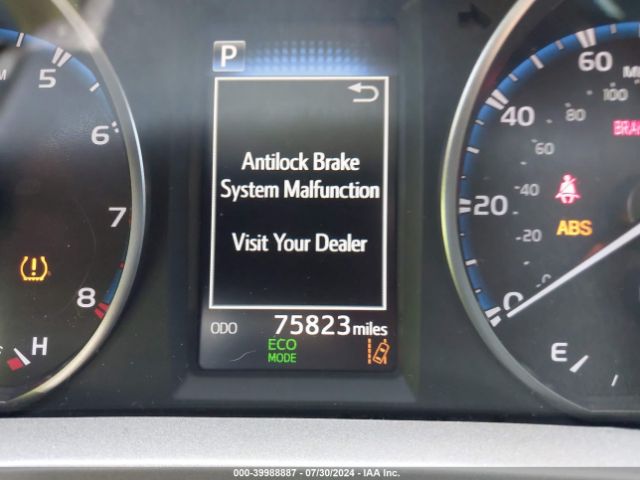 P
Antilock Brake
System Malfunction
Visit Your Dealer
ODO 75823 miles
ECO
MODE
5
6
7
8
H
60
100
80
40
60
40
20
20
0
0
ABS
E
000-39988887 - 07/30/2024 - IAA Inc.